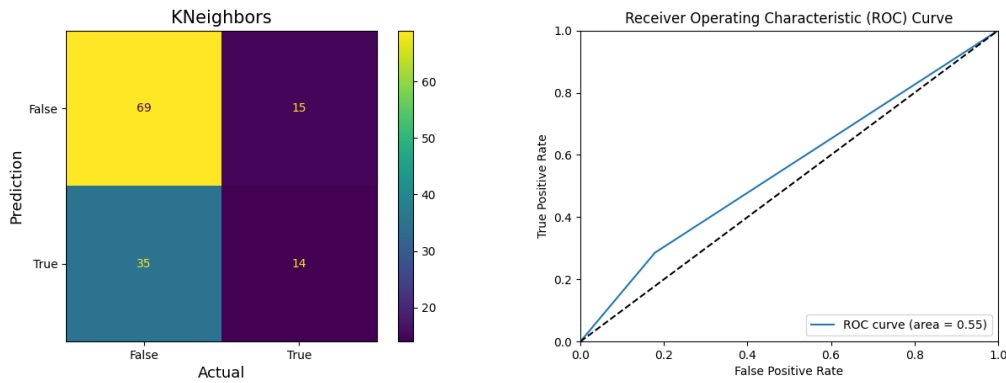 KNeighbors
False
69
15
Prediction
True
35
14
False
True
Actual
60
50
40
30
20
Receiver Operating Characteristic (ROC) Curve
1.0
0.8
0.6
0.4
0.2
0.0
True Positive Rate
ROC curve (area = 0.55)
0.0
0.2
0.4
0.6
0.8
1.0
False Positive Rate